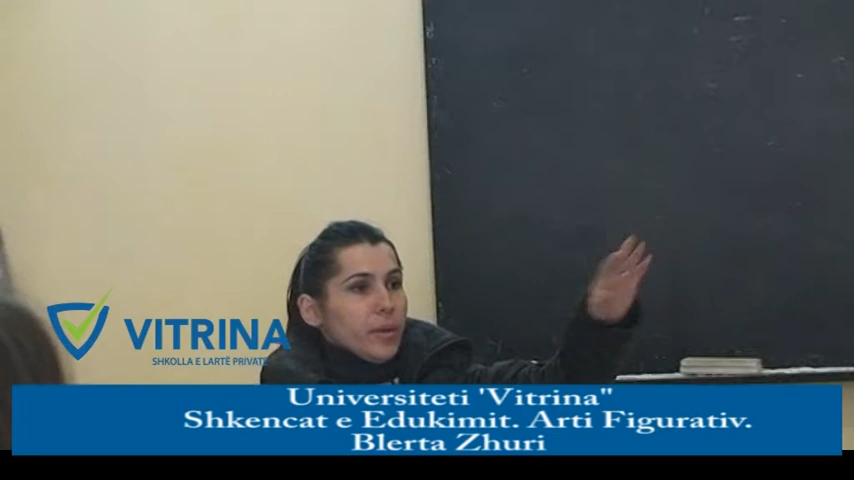 VITRINA
SHKOLLA E LARTË PRIVATE
Universiteti 'Vitrina"
Shkencat e Edukimit. Arti Figurativ.
Blerta Zhuri